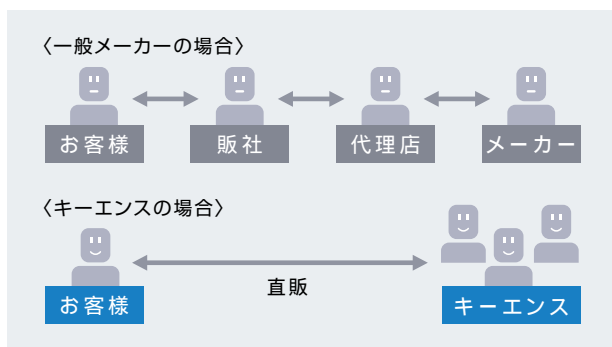 〈一般メーカーの場合〉
お客様 販社 代理店 メーカー
〈キーエンスの場合〉
直販
お客様 キーエンス